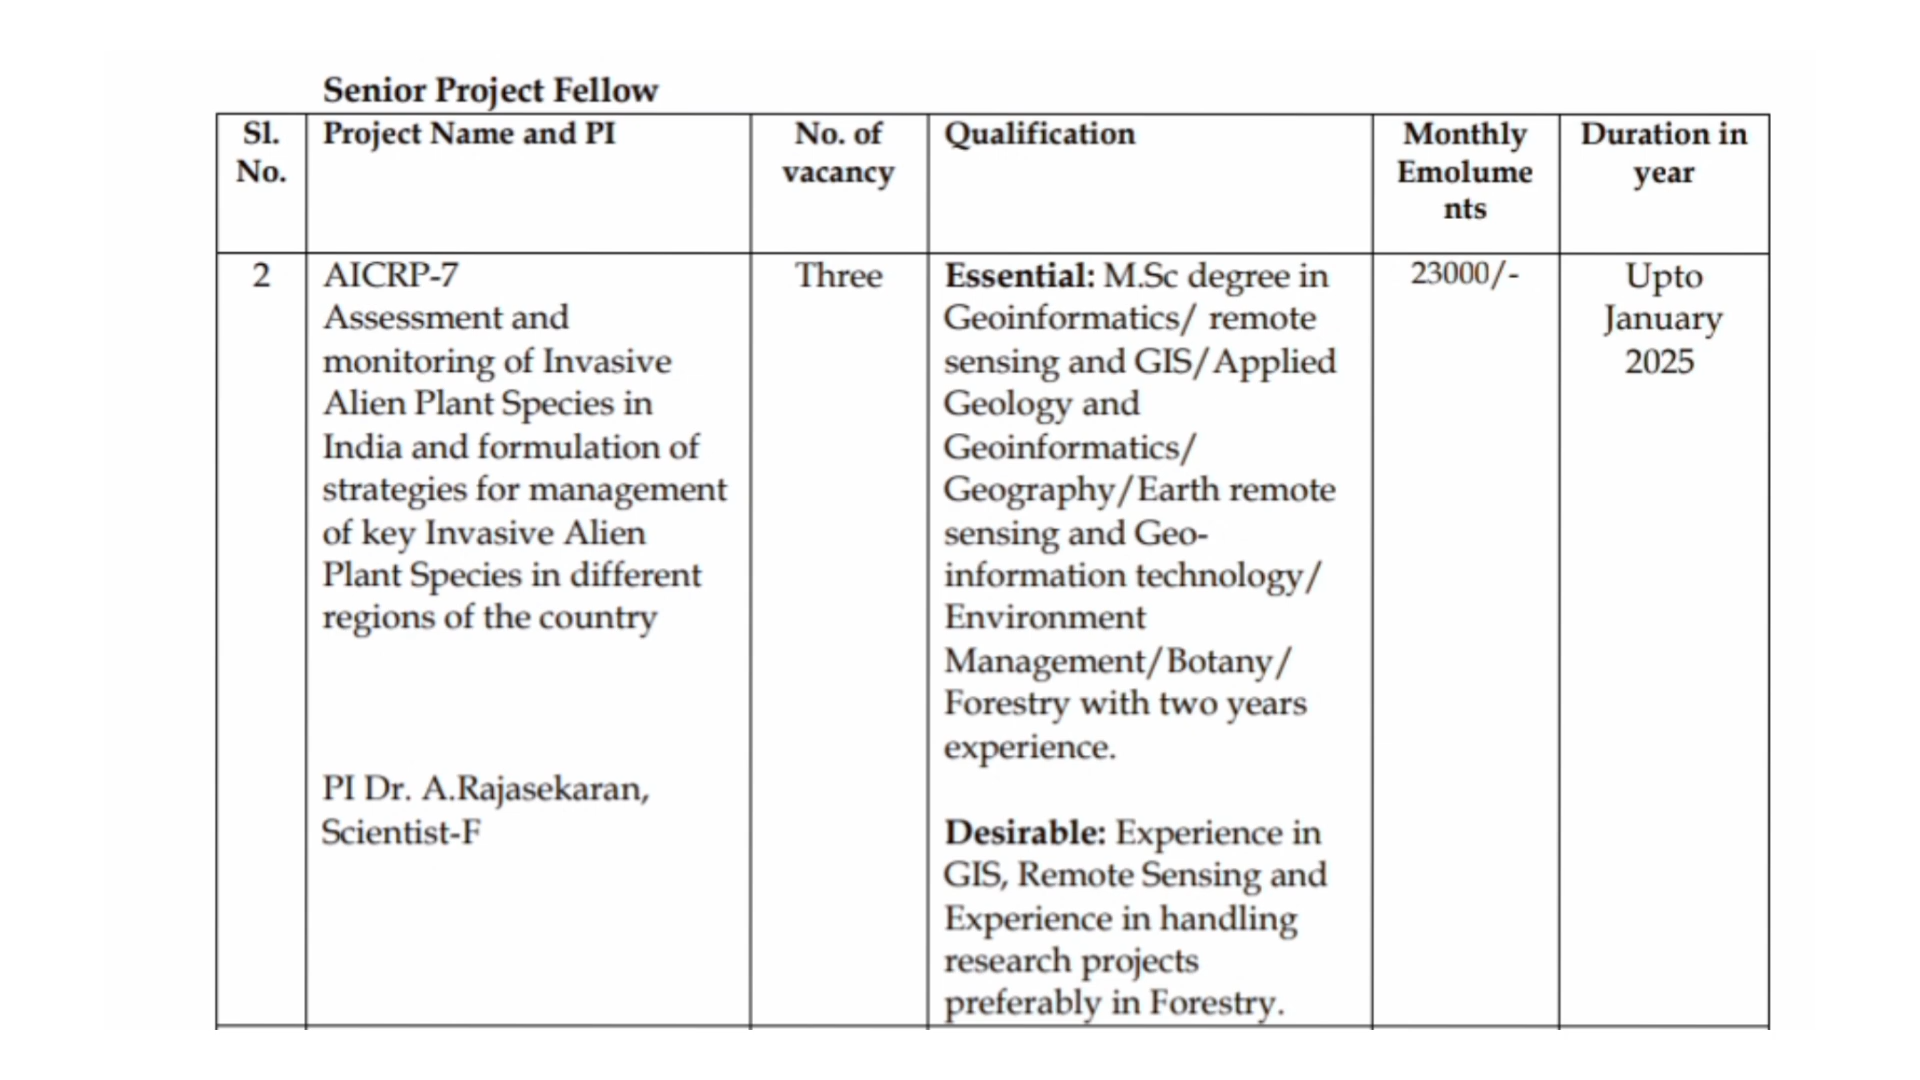 Senior Project Fellow
Sl.
No.
Project Name and PI
No. of
vacancy
Qualification
Monthly
Emolume
nts
Duration in
year
2
AICRP-7
Assessment and
monitoring of Invasive
Alien Plant Species in
India and formulation of
strategies for management
of key Invasive Alien
Plant Species in different
regions of the country
PI Dr. A.Rajasekaran,
Scientist-F
Three
Essential: M.Sc degree in
Geoinformatics/ remote
sensing and GIS/Applied
Geology and
Geoinformatics/
Geography/Earth remote
sensing and Geo-
information technology/
Environment
Management/Botany/
Forestry with two years
experience.
Desirable: Experience in
GIS, Remote Sensing and
Experience in handling
research projects
preferably in Forestry.
23000/-
Upto
January
2025